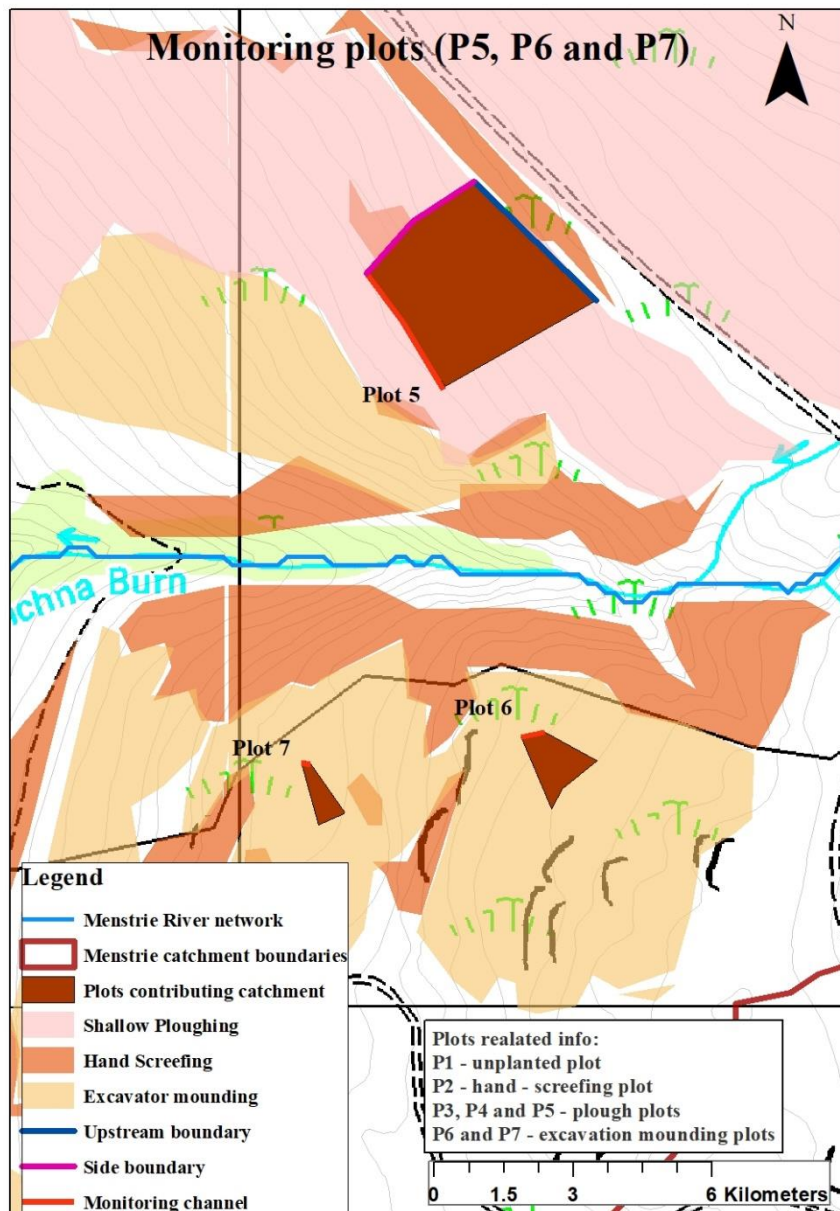 Monitoring plots (P5, P6 and P7)
N
Plot 5
chna Burn
Plot 6
Plot 7
Legend
Menstrie River network
Menstrie catchment boundaries
Plots contributing catchment
Shallow Ploughing
Hand Screefing
Excavator mounding
Upstream boundary
Side boundary
Monitoring channel
Plots realated info:
P1 - unplanted plot
P2 - hand - screefing plot
P3, P4 and P5 - plough plots
P6 and P7 - excavation mounding plots
0 1.5 3 6 Kilometers